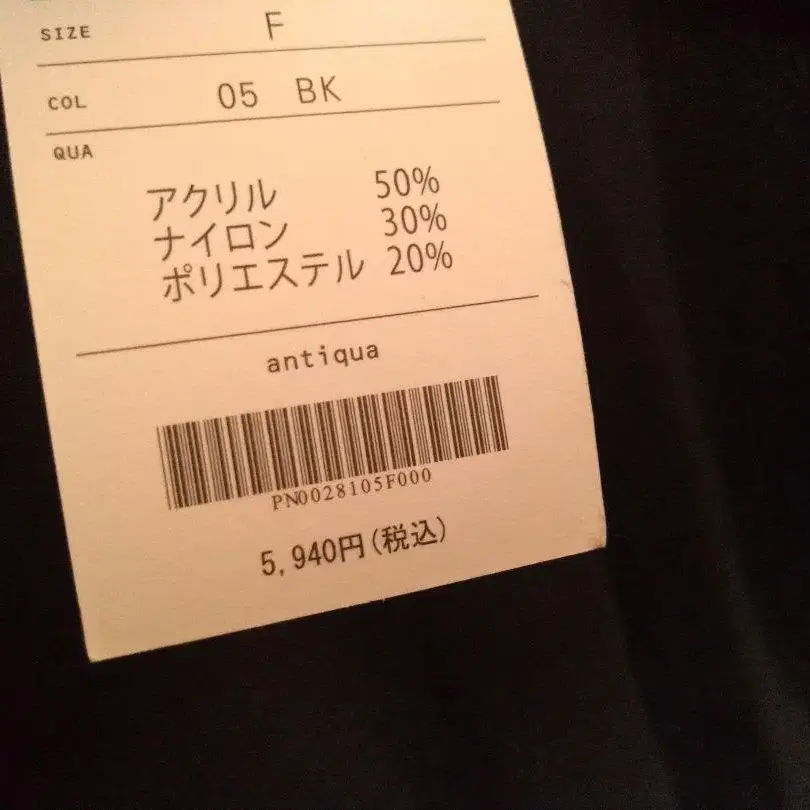 SIZE F
COL 05 BK
QUA
アクリル 50%
ナイロン 30%
ポリエステル 20%
antiqua
PN0028105F000
5,940円(税込)